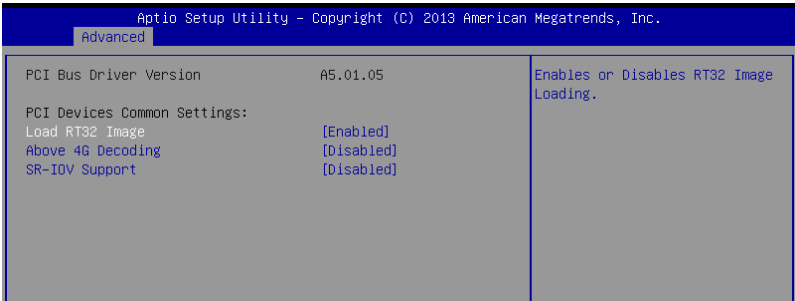 Aptio Setup Utility – Copyright (C) 2013 American Megatrends, Inc.
Advanced
PCI Bus Driver Version A5.01.05
PCI Devices Common Settings:
Load RT32 Image [Enabled]
Above 4G Decoding [Disabled]
SR-IOV Support [Disabled]
Enables or Disables RT32 Image
Loading.